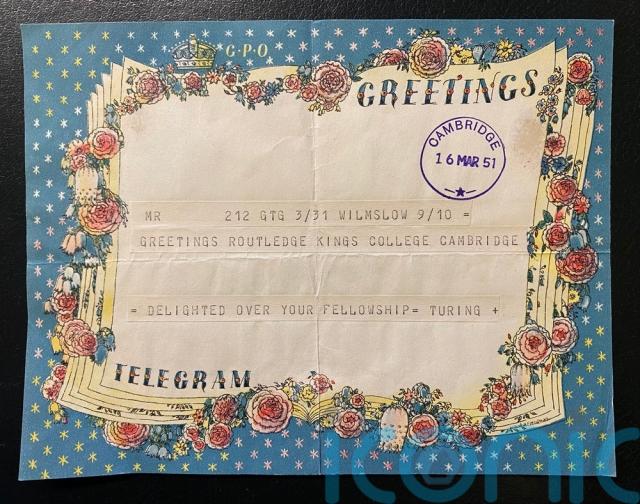 G·P·O
GREETINGS
CAMBRIDGE
16 MAR 51
MR 212 GTG 3/31 WILMSLOW 9/10 =
GREETINGS ROUTLEDGE KINGS COLLEGE CAMBRIDGE
= DELIGHTED OVER YOUR FELLOWSHIP= TURING +
TELEGRAM
iconic